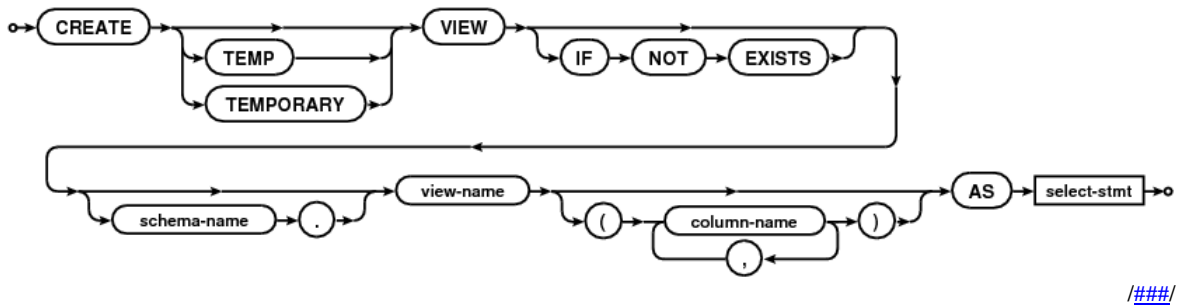 CREATE VIEW
TEMP IF NOT EXISTS
TEMPORARY
view-name AS select-stmt
schema-name . ( column-name )
,
/###/